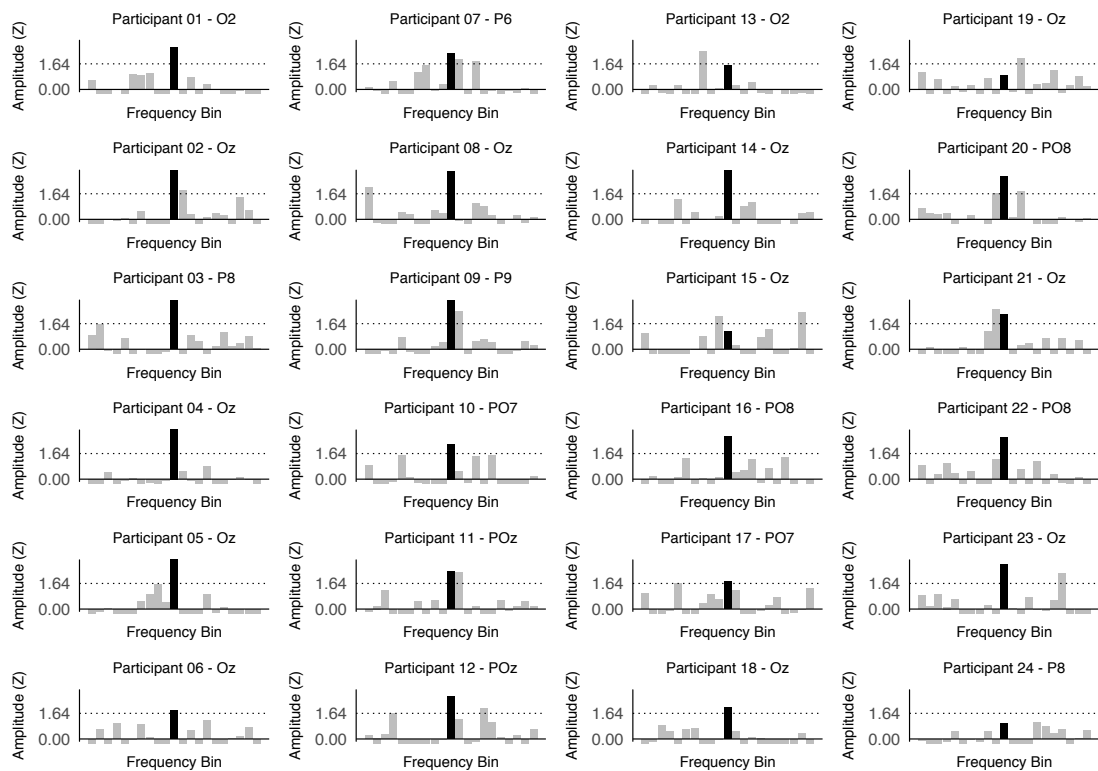 Participant 01 - O2
Participant 07 - P6
Participant 13 - O2
Participant 19 - Oz
Amplitude (Z)
1.64
0.00
Frequency Bin
Amplitude (Z)
1.64
0.00
Frequency Bin
Amplitude (Z)
1.64
0.00
Frequency Bin
Amplitude (Z)
1.64
0.00
Frequency Bin
Participant 02 - Oz
Participant 08 - Oz
Participant 14 - Oz
Participant 20 - PO8
Amplitude (Z)
1.64
0.00
Frequency Bin
Amplitude (Z)
1.64
0.00
Frequency Bin
Amplitude (Z)
1.64
0.00
Frequency Bin
Amplitude (Z)
1.64
0.00
Frequency Bin
Participant 03 - P8
Participant 09 - P9
Participant 15 - Oz
Participant 21 - Oz
Amplitude (Z)
1.64
0.00
Frequency Bin
Amplitude (Z)
1.64
0.00
Frequency Bin
Amplitude (Z)
1.64
0.00
Frequency Bin
Amplitude (Z)
1.64
0.00
Frequency Bin
Participant 04 - Oz
Participant 10 - PO7
Participant 16 - PO8
Participant 22 - PO8
Amplitude (Z)
1.64
0.00
Frequency Bin
Amplitude (Z)
1.64
0.00
Frequency Bin
Amplitude (Z)
1.64
0.00
Frequency Bin
Amplitude (Z)
1.64
0.00
Frequency Bin
Participant 05 - Oz
Participant 11 - POz
Participant 17 - PO7
Participant 23 - Oz
Amplitude (Z)
1.64
0.00
Frequency Bin
Amplitude (Z)
1.64
0.00
Frequency Bin
Amplitude (Z)
1.64
0.00
Frequency Bin
Amplitude (Z)
1.64
0.00
Frequency Bin
Participant 06 - Oz
Participant 12 - POz
Participant 18 - Oz
Participant 24 - P8
Amplitude (Z)
1.64
0.00
Frequency Bin
Amplitude (Z)
1.64
0.00
Frequency Bin
Amplitude (Z)
1.64
0.00
Frequency Bin
Amplitude (Z)
1.64
0.00
Frequency Bin